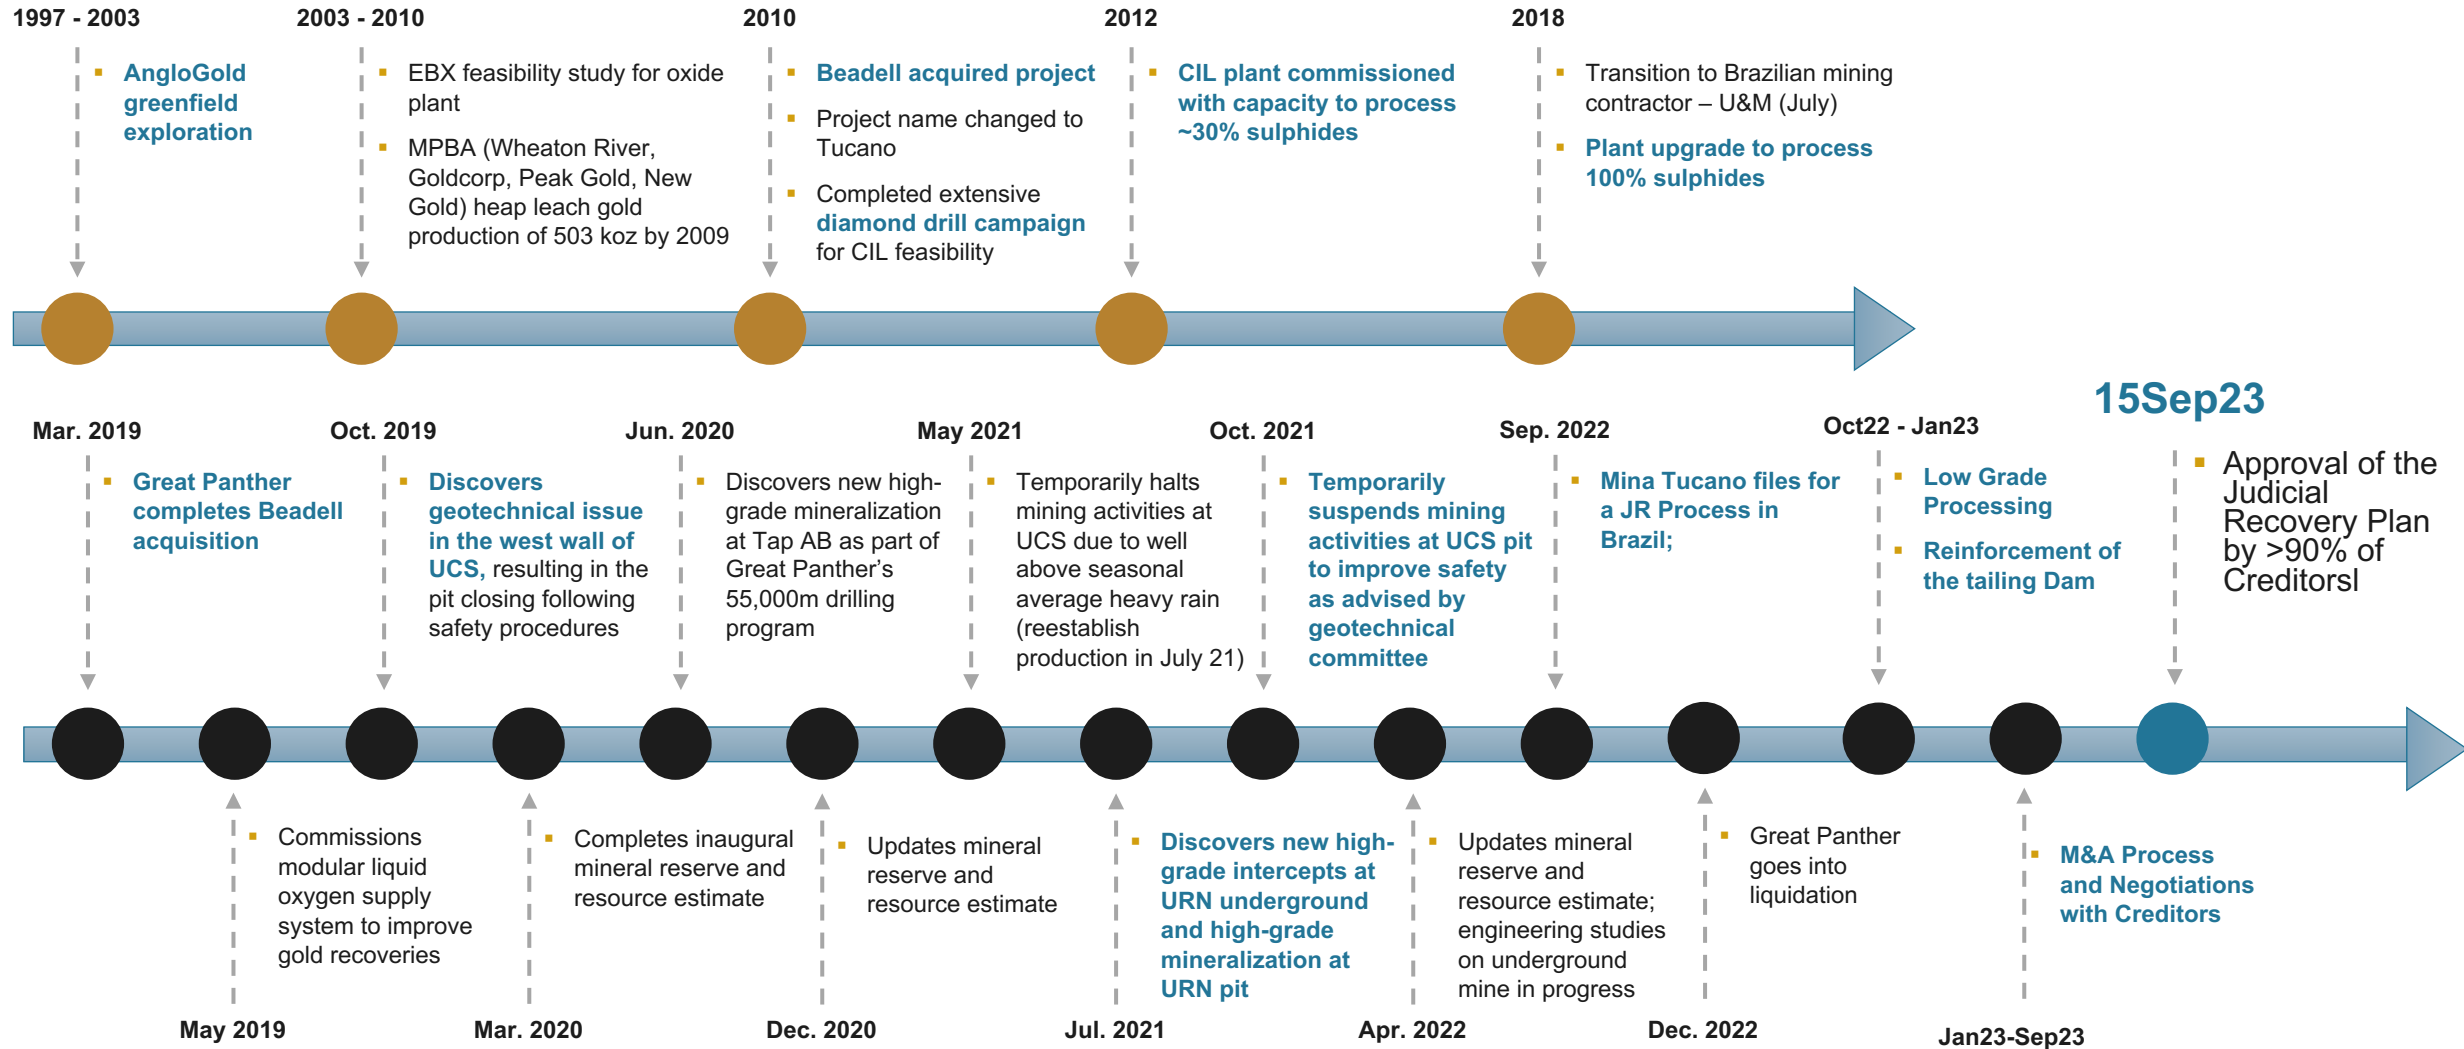 1997 - 2003
▪ AngloGold
greenfield
exploration
2003 - 2010
▪ EBX feasibility study for oxide
plant
▪ MPBA (Wheaton River,
Goldcorp, Peak Gold, New
Gold) heap leach gold
production of 503 koz by 2009
2010
▪ Beadell acquired project
▪ Project name changed to
Tucano
▪ Completed extensive
diamond drill campaign
for CIL feasibility
2012
▪ CIL plant commissioned
with capacity to process
~30% sulphides
2018
▪ Transition to Brazilian mining
contractor – U&M (July)
▪ Plant upgrade to process
100% sulphides
Mar. 2019
▪ Great Panther
completes Beadell
acquisition
Oct. 2019
▪ Discovers
geotechnical issue
in the west wall of
UCS, resulting in the
pit closing following
safety procedures
Jun. 2020
▪ Discovers new high-
grade mineralization
at Tap AB as part of
Great Panther’s
55,000m drilling
program
May 2021
▪ Temporarily halts
mining activities at
UCS due to well
above seasonal
average heavy rain
(reestablish
production in July 21)
Oct. 2021
▪ Temporarily
suspends mining
activities at UCS pit
to improve safety
as advised by
geotechnical
committee
Sep. 2022
▪ Mina Tucano files for
a JR Process in
Brazil;
Oct22 - Jan23
▪ Low Grade
Processing
▪ Reinforcement of
the tailing Dam
15Sep23
▪ Approval of the
Judicial
Recovery Plan
by >90% of
Creditorsl
▪ Commissions
modular liquid
oxygen supply
system to improve
gold recoveries
May 2019
▪ Completes inaugural
mineral reserve and
resource estimate
Mar. 2020
▪ Updates mineral
reserve and
resource estimate
Dec. 2020
▪ Discovers new high-
grade intercepts at
URN underground
and high-grade
mineralization at
URN pit
Jul. 2021
▪ Updates mineral
reserve and
resource estimate;
engineering studies
on underground
mine in progress
Apr. 2022
▪ Great Panther
goes into
liquidation
Dec. 2022
▪ M&A Process
and Negotiations
with Creditors
Jan23-Sep23